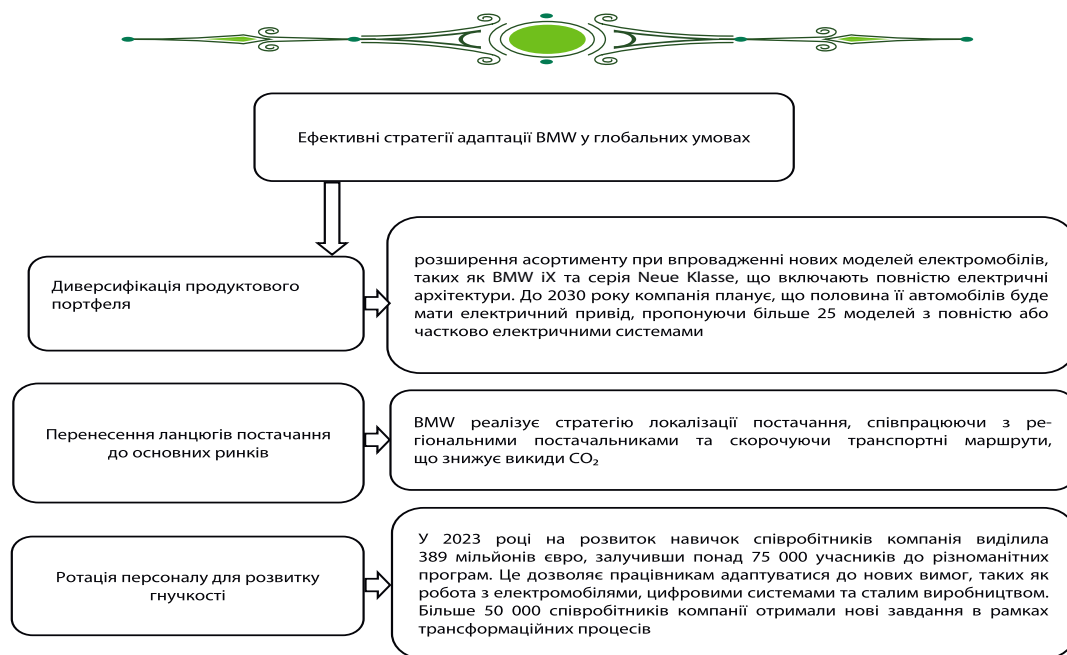 Ефективні стратегії адаптації BMW у глобальних умовах
Диверсифікація продуктового
портфеля
розширення асортименту при впровадженні нових моделей електромобілів,
таких як BMW iX та серія Neue Klasse, що включають повністю електричні
архітектури. До 2030 року компанія планує, що половина її автомобілів буде
мати електричний привід, пропонуючи більше 25 моделей з повністю або
частково електричними системами
Перенесення ланцюгів постачання
до основних ринків
BMW реалізує стратегію локалізації постачання, співпрацюючи з ре-
гіональними постачальниками та скорочуючи транспортні маршрути,
що знижує викиди CO₂
Ротація персоналу для розвитку
гнучкості
У 2023 році на розвиток навичок співробітників компанія виділила
389 мільйонів євро, залучивши понад 75 000 учасників до різноманітних
програм. Це дозволяє працівникам адаптуватися до нових вимог, таких як
робота з електромобілями, цифровими системами та сталим виробництвом.
Більше 50 000 співробітників компанії отримали нові завдання в рамках
трансформаційних процесів